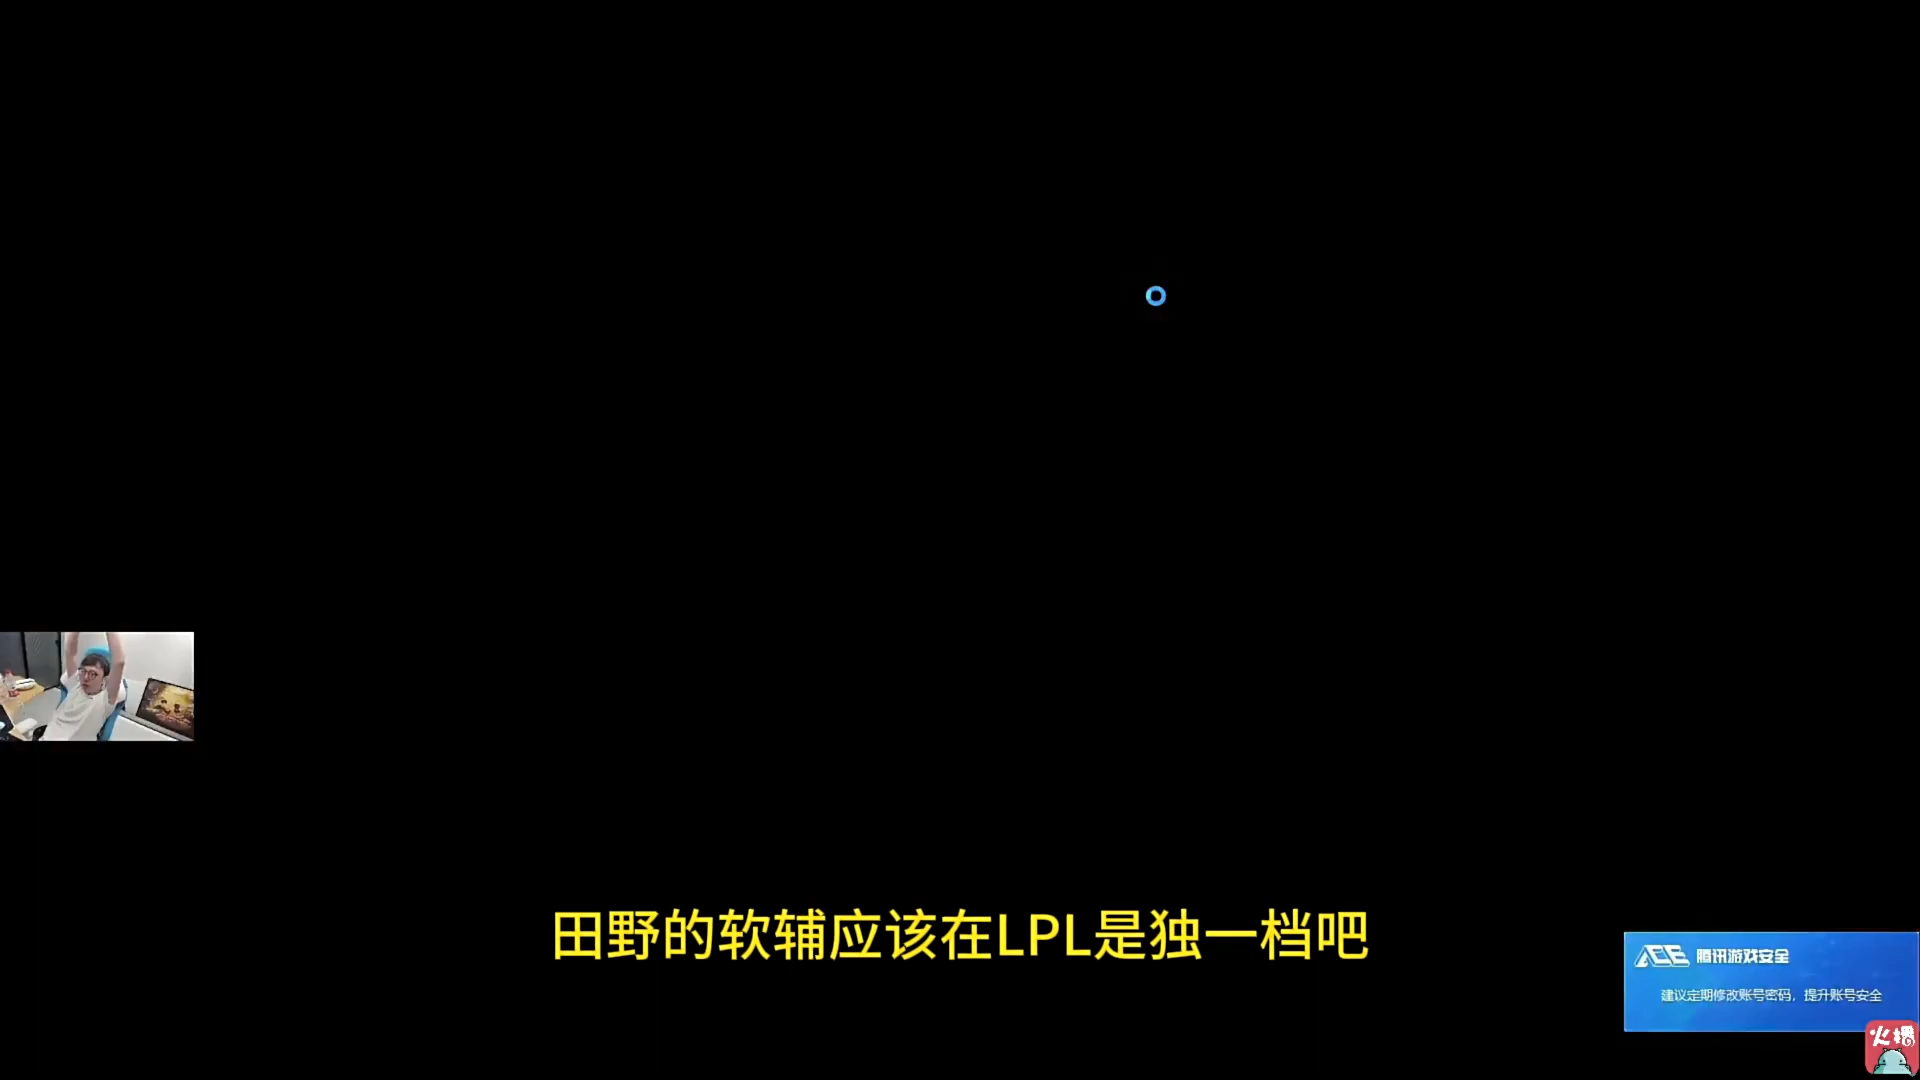 田野的软辅应该在LPL是独一档吧
ACE 腾讯游戏安全
建议定期修改账号密码，提升账号安全